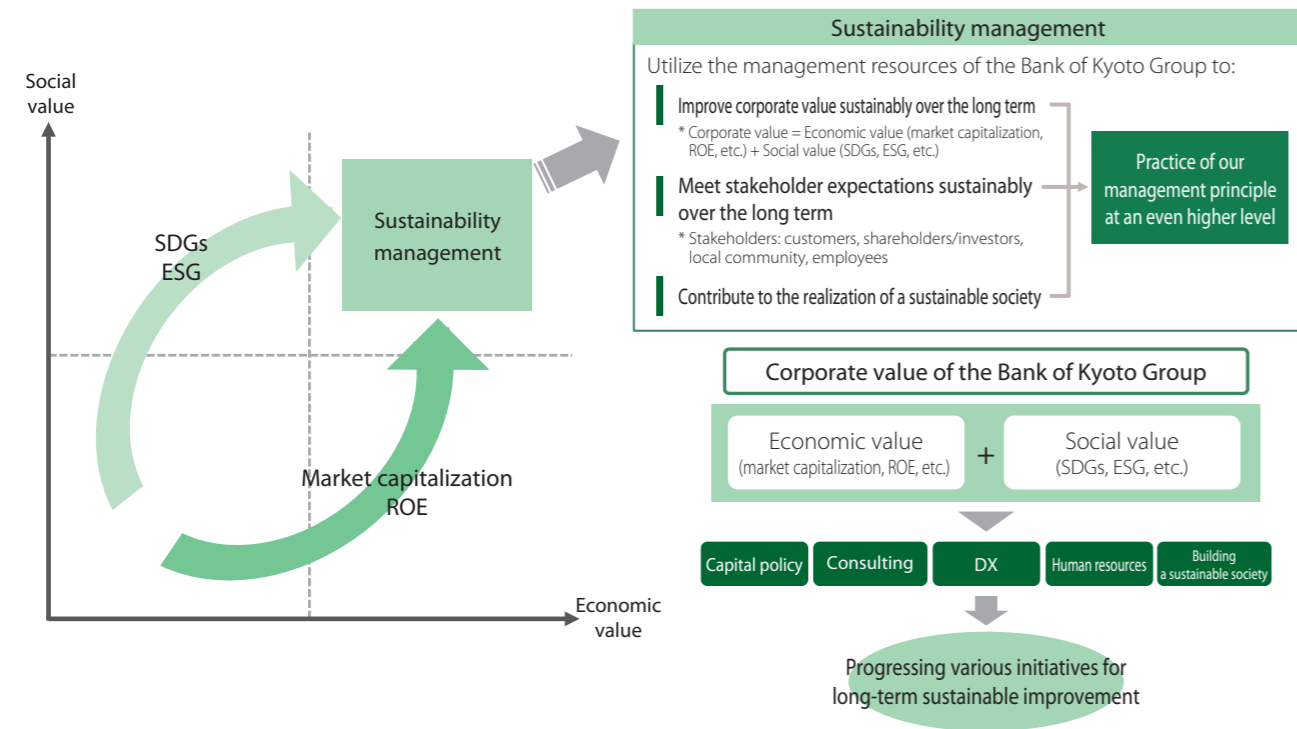 Social
value
SDGs
ESG
Sustainability
management
Market capitalization
ROE
Economic
value
Sustainability management
Utilize the management resources of the Bank of Kyoto Group to:
Improve corporate value sustainably over the long term
* Corporate value = Economic value (market capitalization,
ROE, etc.) + Social value (SDGs, ESG, etc.)
Meet stakeholder expectations sustainably
over the long term
* Stakeholders: customers, shareholders/investors,
local community, employees
Contribute to the realization of a sustainable society
Practice of our
management principle
at an even higher level
Corporate value of the Bank of Kyoto Group
Economic value
(market capitalization, ROE, etc.)
+
Social value
(SDGs, ESG, etc.)
Capital policy
Consulting
DX
Human resources
Building
a sustainable society
Progressing various initiatives for
long-term sustainable improvement